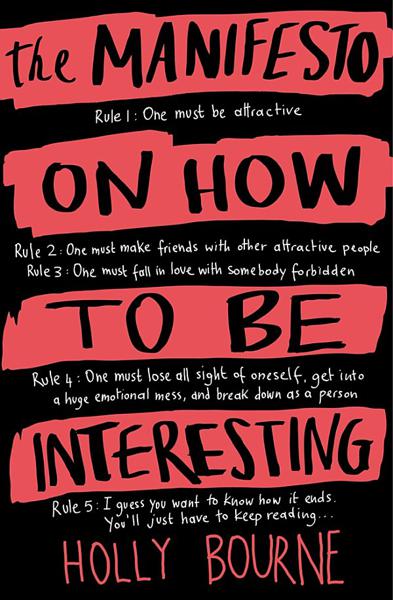 the MANIFESTO
Rule 1: One must be attractive
ON HOW
Rule 2: One must make friends with other attractive people
Rule 3: One must fall in love with somebody forbidden
TO BE
Rule 4: One must lose all sight of oneself, get into
a huge emotional mess, and break down as a person
INTERESTING
Rule 5: I guess you want to know how it ends.
You'll just have to keep reading...
HOLLY BOURNE